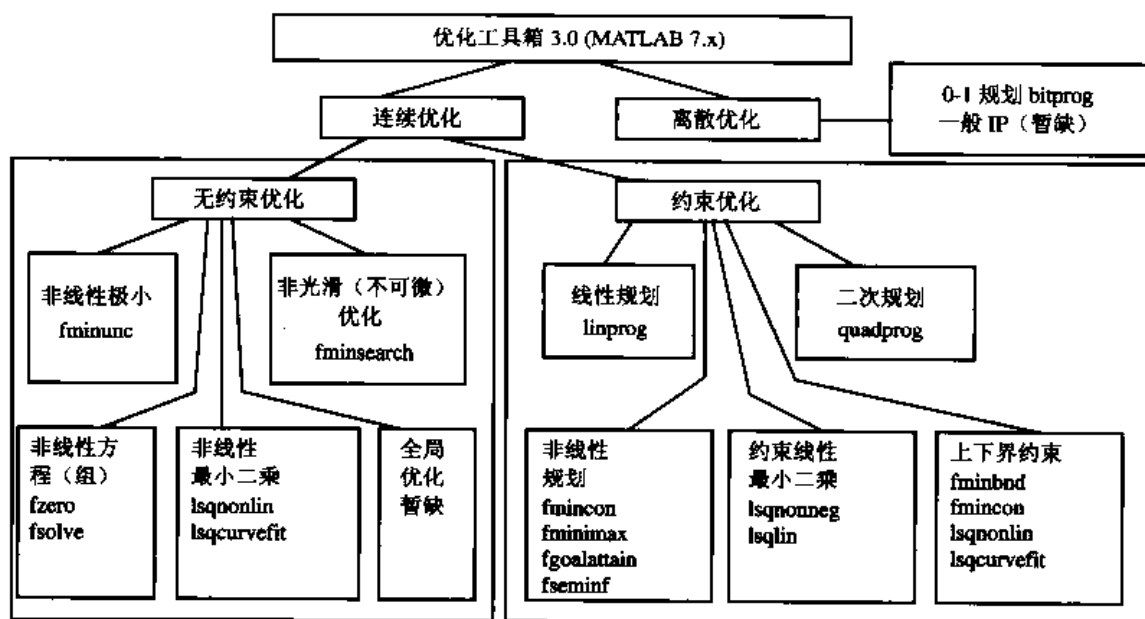 优化工具箱 3.0 (MATLAB 7.x)
连续优化
离散优化
0-1 规划 bitprog
一般 IP（暂缺）
无约束优化
约束优化
非线性极小
fminunc
非光滑（不可微）
优化
fminsearch
线性规划
linprog
二次规划
quadprog
非线性方
程（组）
fzero
fsolve
非线性
最小二乘
lsqnonlin
lsqcurvefit
全局
优化
暂缺
非线性
规划
fmincon
fminimax
fgoalattain
fseminf
约束线性
最小二乘
lsqnonneg
lsqlin
上下界约束
fminbnd
fmincon
lsqnonlin
lsqcurvefit